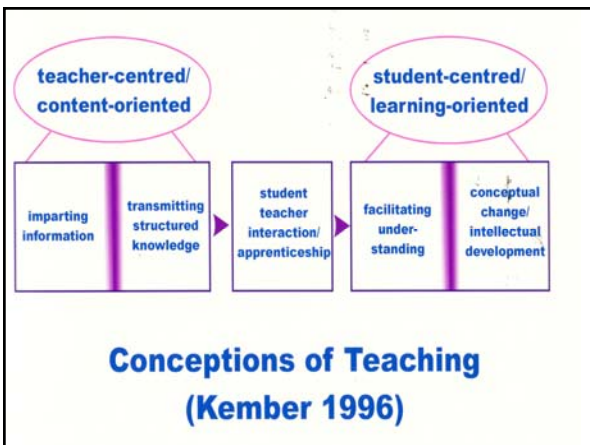 teacher-centred/
content-oriented
student-centred/
learning-oriented
imparting
information
transmitting
structured
knowledge
student
teacher
interaction/
apprenticeship
facilitating
under-
standing
conceptual
change/
intellectual
development
Conceptions of Teaching
(Kember 1996)